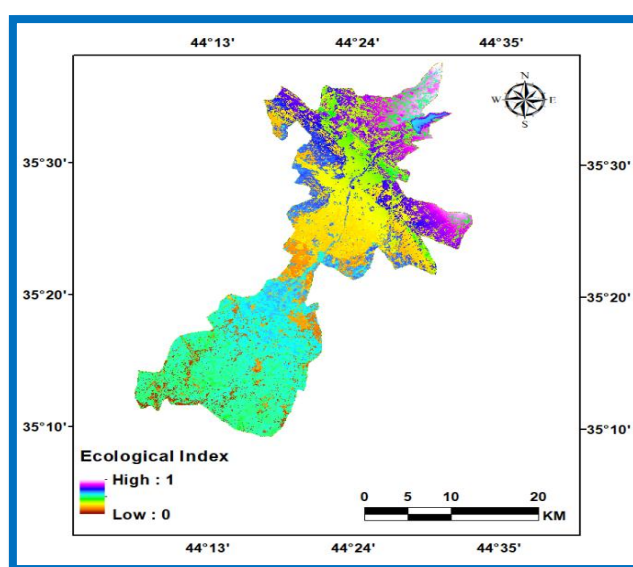 44°13' 44°24' 44°35'
N
W E
S
35°30' 35°30'
35°20' 35°20'
35°10' 35°10'
Ecological Index
High : 1
Low : 0
0 5 10 20
KM
44°13' 44°24' 44°35'